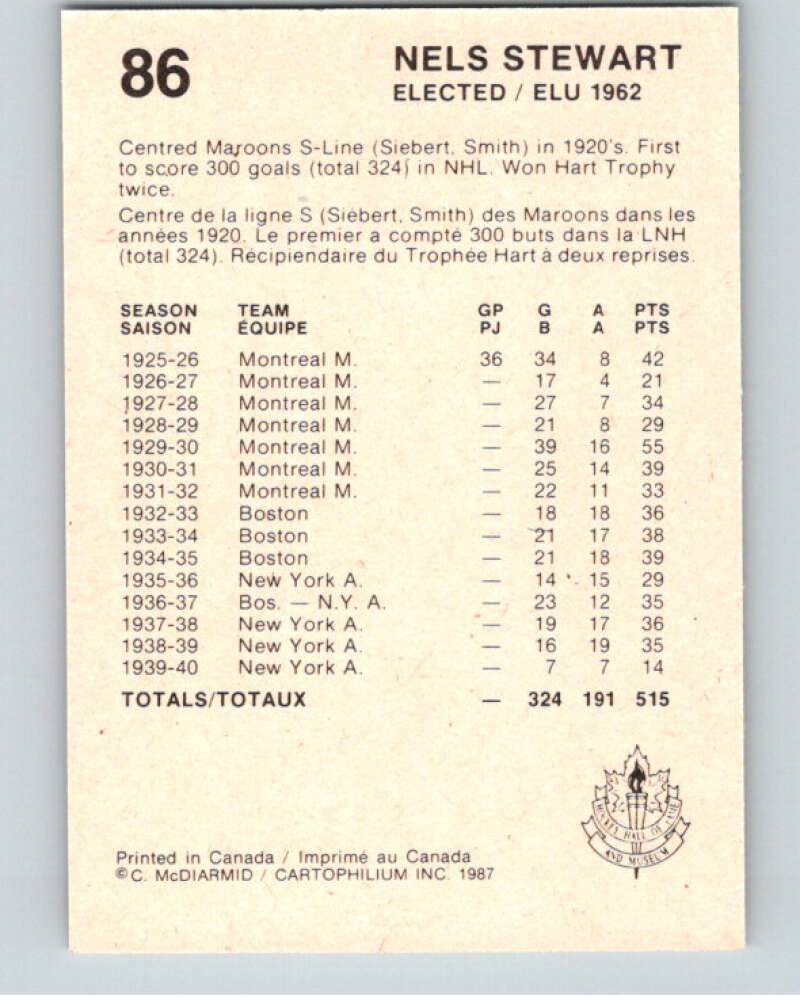 86
NELS STEWART
ELECTED / ELU 1962
Centred Maroons S-Line (Siebert, Smith) in 1920's. First
to score 300 goals (total 324) in NHL. Won Hart Trophy
twice.
Centre de la ligne S (Siebert, Smith) des Maroons dans les
années 1920. Le premier a compté 300 buts dans la LNH
(total 324). Récipiendaire du Trophée Hart à deux reprises.
SEASON TEAM GP G A PTS
SAISON ÉQUIPE PJ B A PTS
1925-26 Montreal M. 36 34 8 42
1926-27 Montreal M. — 17 4 21
1927-28 Montreal M. — 27 7 34
1928-29 Montreal M. — 21 8 29
1929-30 Montreal M. — 39 16 55
1930-31 Montreal M. — 25 14 39
1931-32 Montreal M. — 22 11 33
1932-33 Boston — 18 18 36
1933-34 Boston — 21 17 38
1934-35 Boston — 21 18 39
1935-36 New York A. — 14 15 29
1936-37 Bos. — N.Y. A. — 23 12 35
1937-38 New York A. — 19 17 36
1938-39 New York A. — 16 19 35
1939-40 New York A. — 7 7 14
TOTALS/TOTAUX — 324 191 515
HOCKEY HALL OF FAME
AND MUSEUM
Printed in Canada / Imprimé au Canada
©C. McDIARMID / CARTOPHILIUM INC. 1987